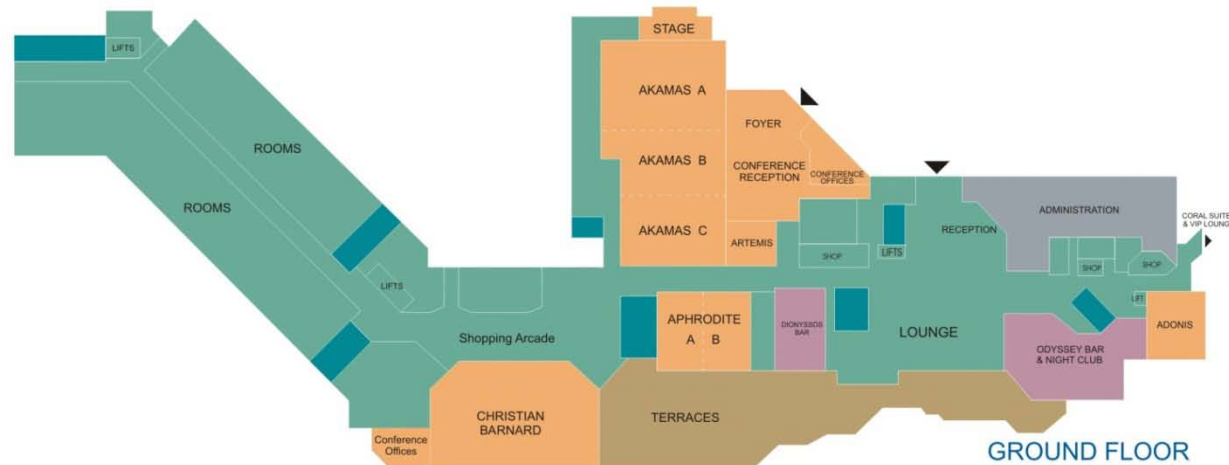 STAGE
LIFTS
AKAMAS A
FOYER
ROOMS
AKAMAS B
CONFERENCE
RECEPTION
CONFERENCE
OFFICES
ROOMS
ADMINISTRATION
CORAL SUITE
& VIP LOUNG
RECEPTION
AKAMAS C
ARTEMIS
SHOP
LIFTS
SHOP
SHOP
LIFTS
LIFT
APHRODITE
A B
DIONYSSOS
BAR
LOUNGE
ADONIS
Shopping Arcade
ODYSSEY BAR
& NIGHT CLUB
CHRISTIAN
BARNARD
TERRACES
Conference
Offices
GROUND FLOOR